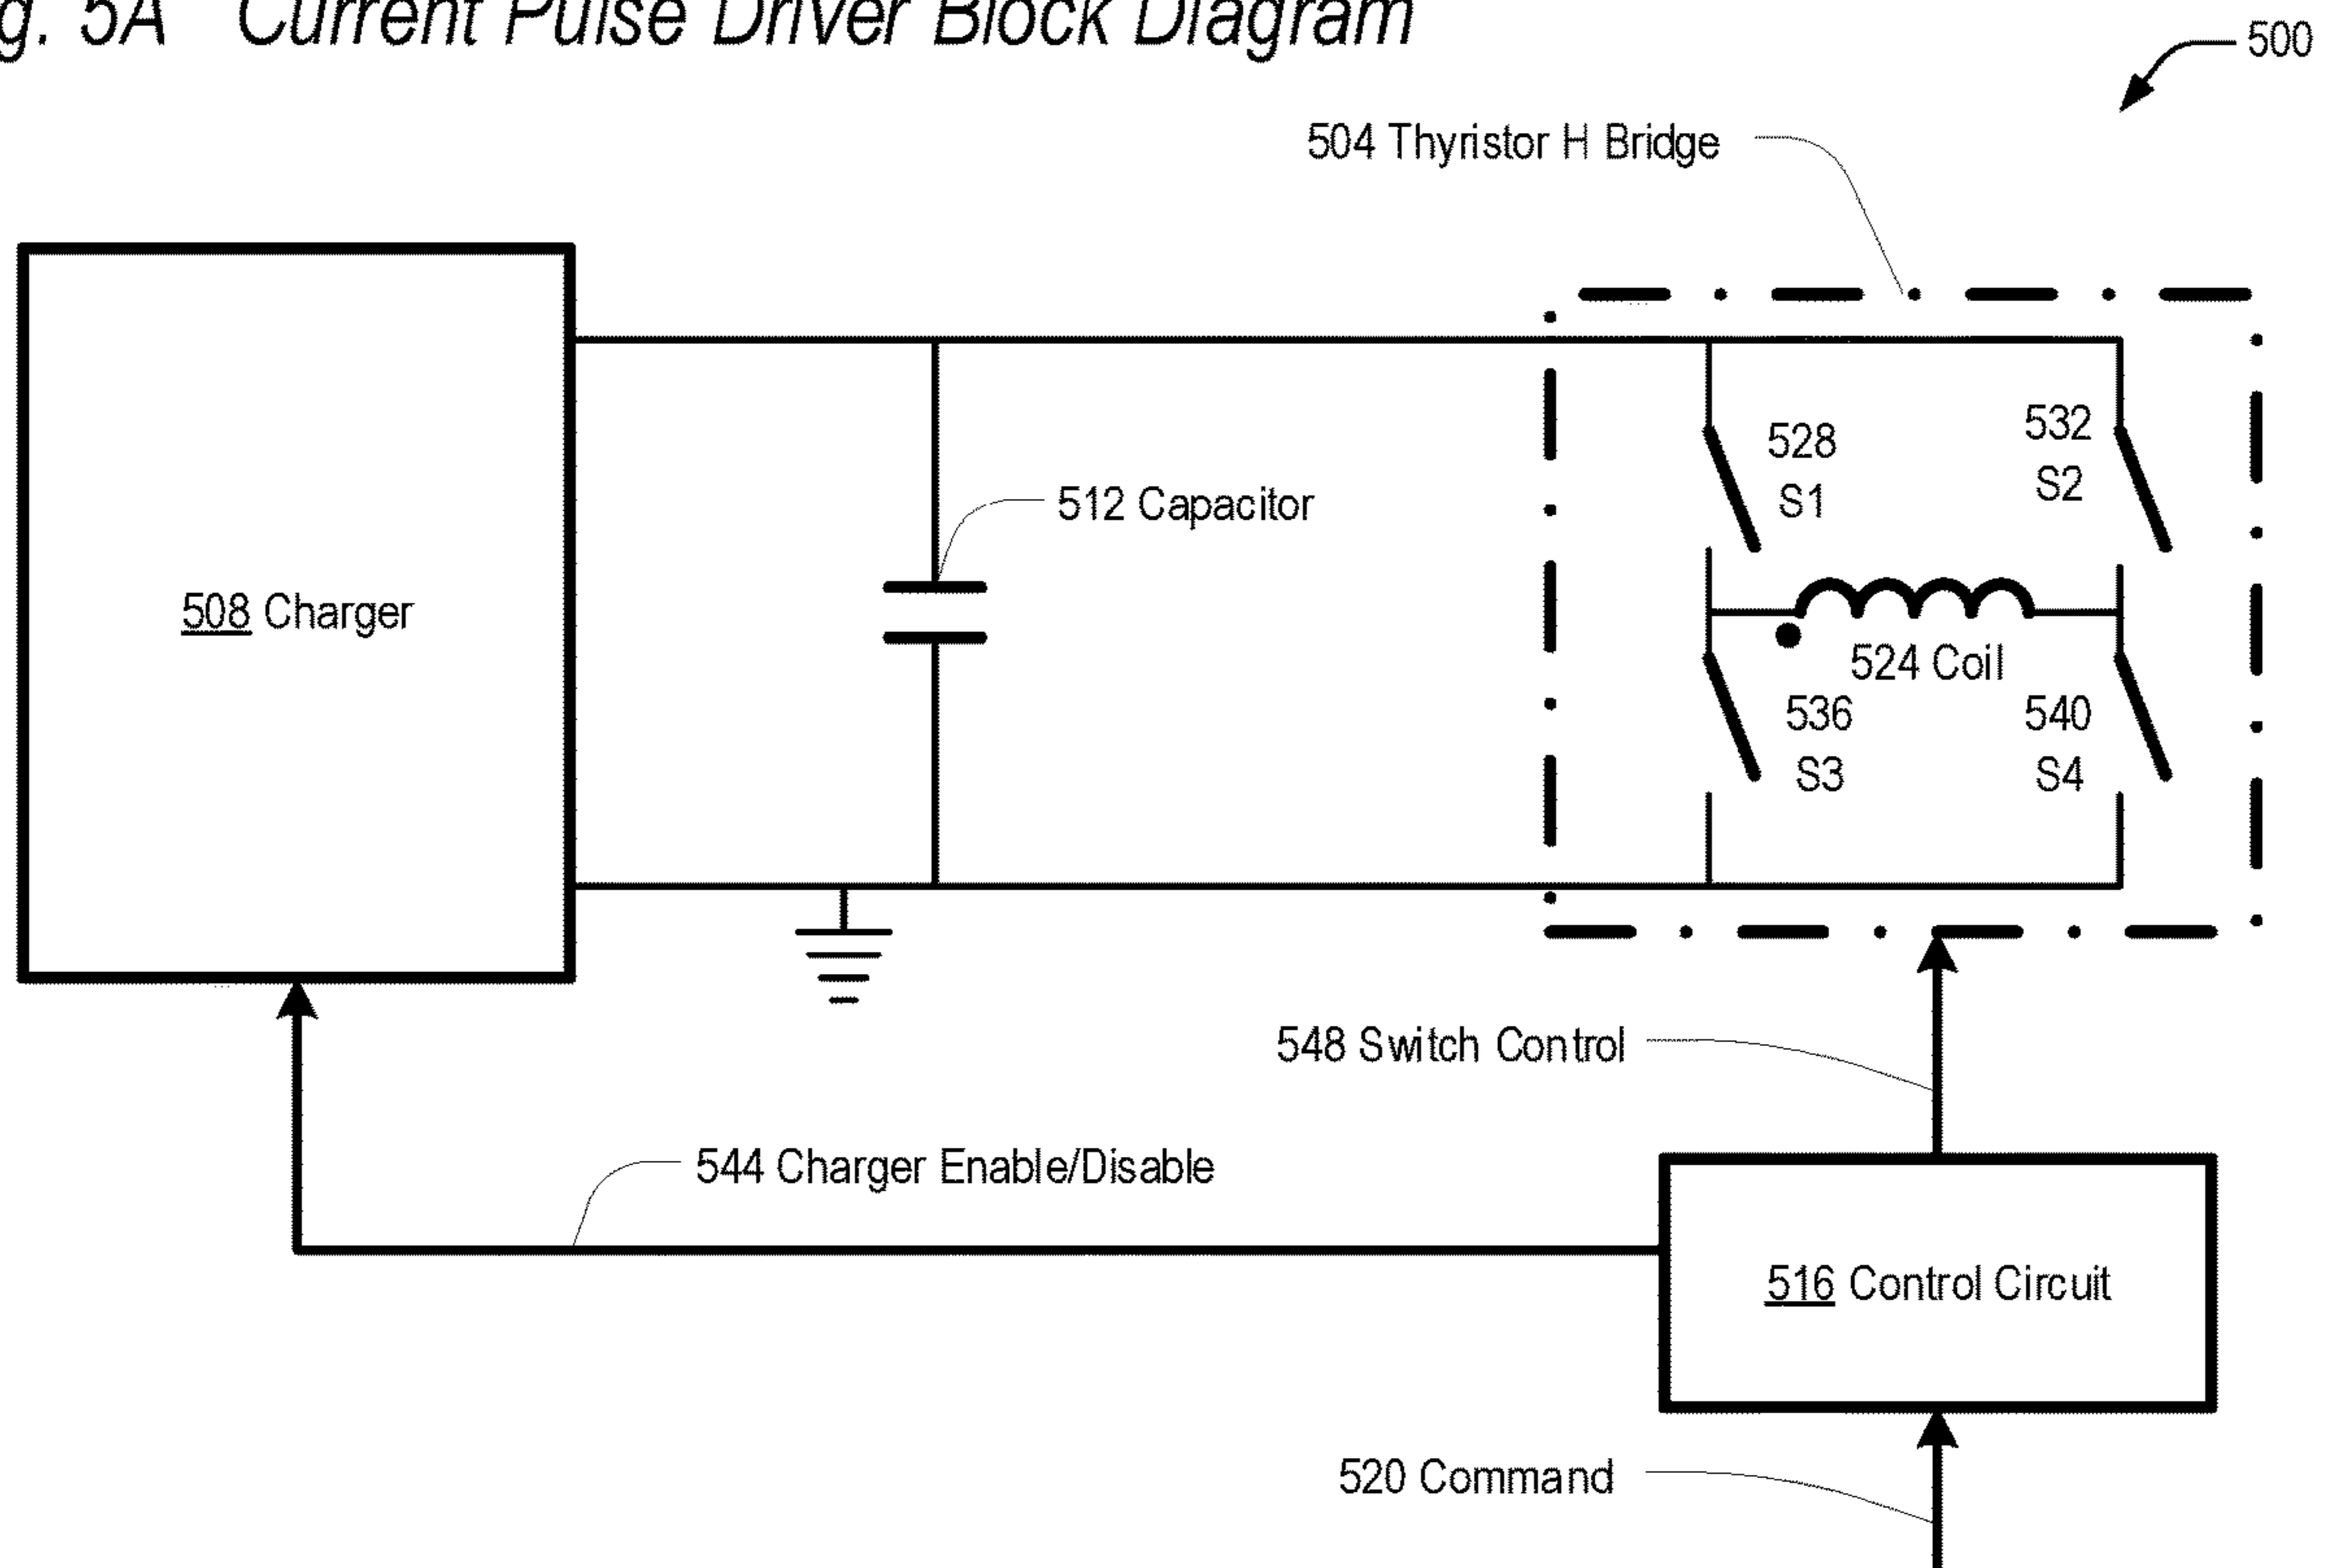 g. 5A Current Pulse Driver Block Diagram
500
504 Thyristor H Bridge
528
S1
532
S2
512 Capacitor
508 Charger
524 Coil
536
S3
540
S4
548 Switch Control
544 Charger Enable/Disable
516 Control Circuit
520 Command